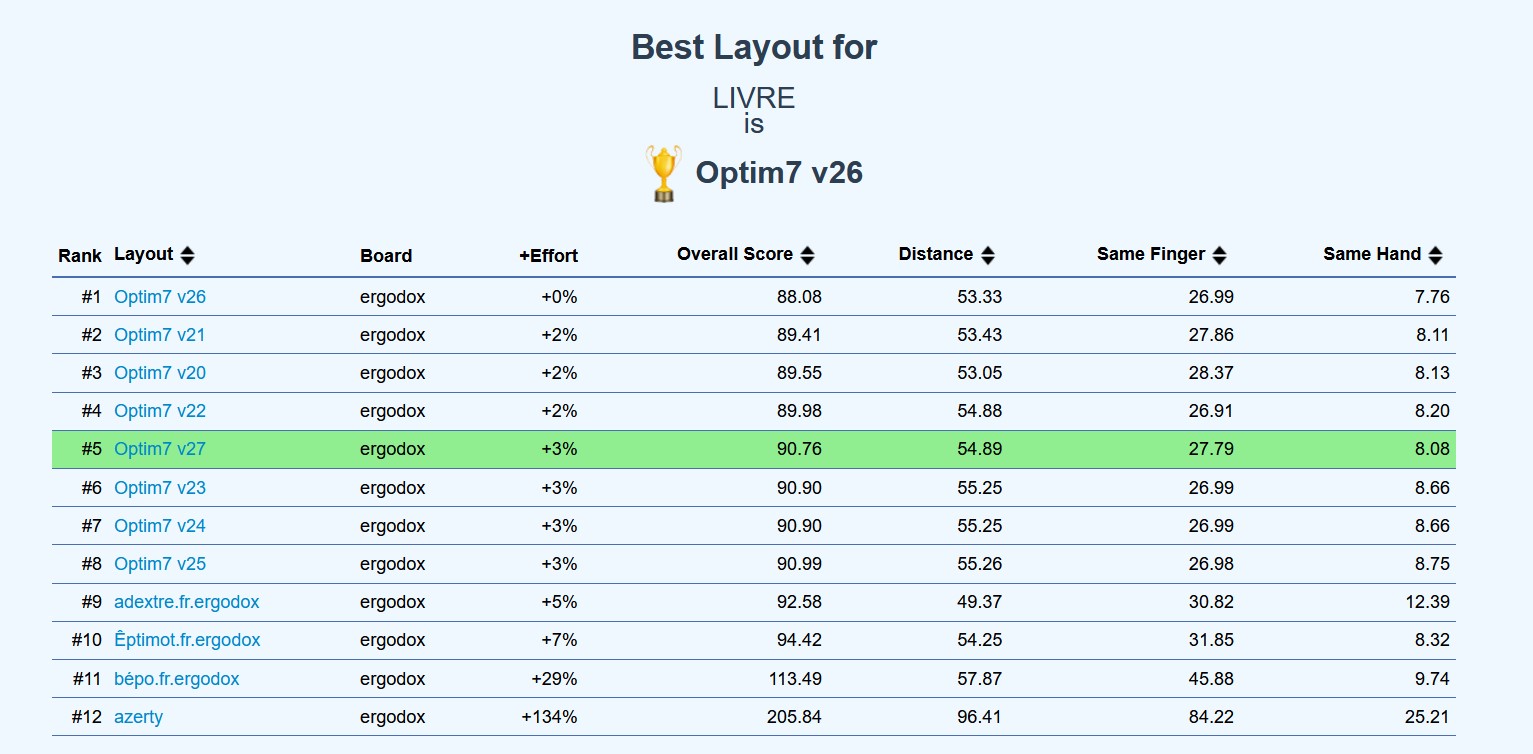 Best Layout for
LIVRE
is
Optim7 v26
Rank Layout Board +Effort Overall Score Distance Same Finger Same Hand
#1 Optim7 v26 ergodox +0% 88.08 53.33 26.99 7.76
#2 Optim7 v21 ergodox +2% 89.41 53.43 27.86 8.11
#3 Optim7 v20 ergodox +2% 89.55 53.05 28.37 8.13
#4 Optim7 v22 ergodox +2% 89.98 54.88 26.91 8.20
#5 Optim7 v27 ergodox +3% 90.76 54.89 27.79 8.08
#6 Optim7 v23 ergodox +3% 90.90 55.25 26.99 8.66
#7 Optim7 v24 ergodox +3% 90.90 55.25 26.99 8.66
#8 Optim7 v25 ergodox +3% 90.99 55.26 26.98 8.75
#9 adextre.fr.ergodox ergodox +5% 92.58 49.37 30.82 12.39
#10 Êptimot.fr.ergodox ergodox +7% 94.42 54.25 31.85 8.32
#11 bépo.fr.ergodox ergodox +29% 113.49 57.87 45.88 9.74
#12 azerty ergodox +134% 205.84 96.41 84.22 25.21